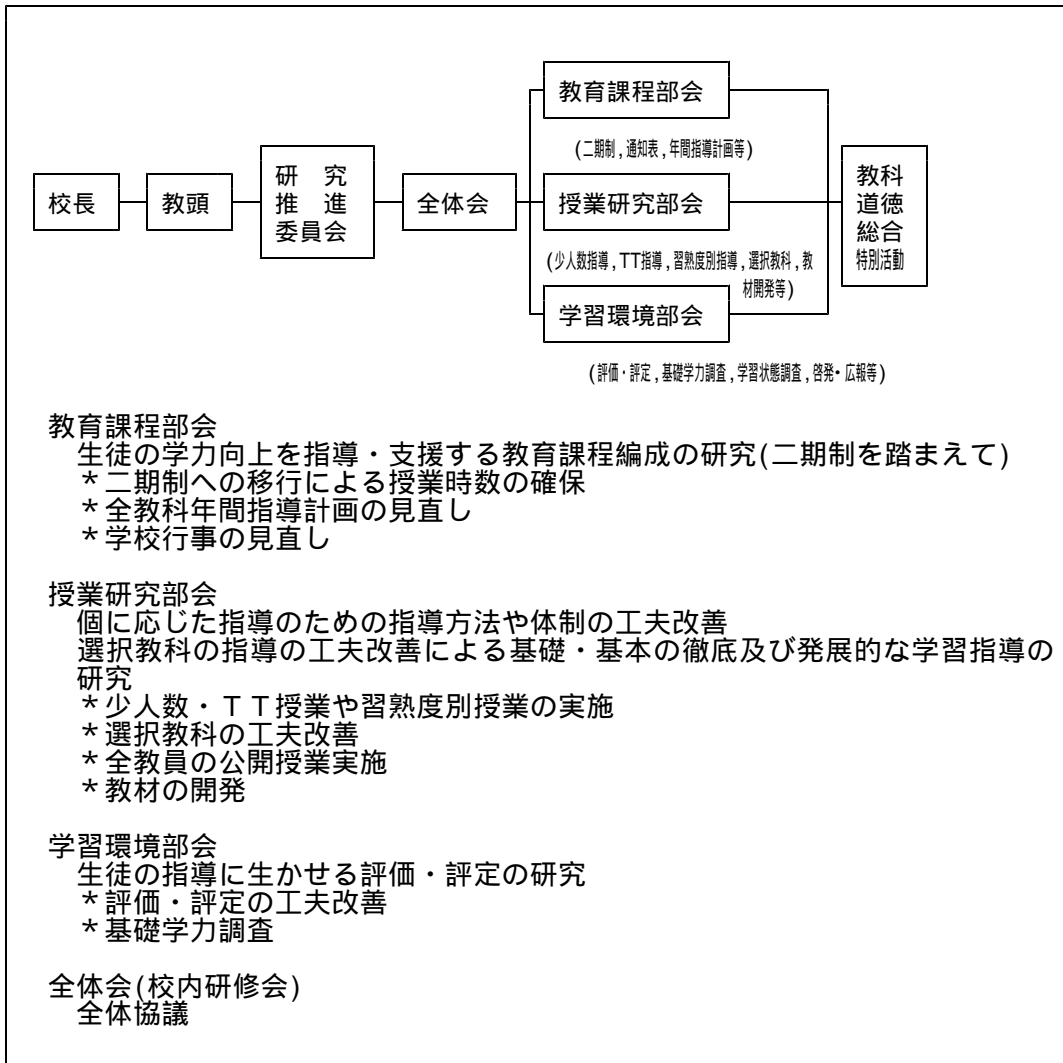 教育課程部会
(二期制,通知表,年間指導計画等)
校長
教頭
研 究
推 進
委員会
全体会
授業研究部会
(少人数指導,TT指導,習熟度別指導,選択教科,教
材開発等)
学習環境部会
(評価・評定,基礎学力調査,学習状態調査,啓発・広報等)
教科
道徳
総合
特別活動
教育課程部会
生徒の学力向上を指導・支援する教育課程編成の研究(二期制を踏まえて)
*二期制への移行による授業時数の確保
*全教科年間指導計画の見直し
*学校行事の見直し
授業研究部会
個に応じた指導のための指導方法や体制の工夫改善
選択教科の指導の工夫改善による基礎・基本の徹底及び発展的な学習指導の
研究
*少人数・TT授業や習熟度別授業の実施
*選択教科の工夫改善
*全教員の公開授業実施
*教材の開発
学習環境部会
生徒の指導に生かせる評価・評定の研究
*評価・評定の工夫改善
*基礎学力調査
全体会(校内研修会)
全体協議